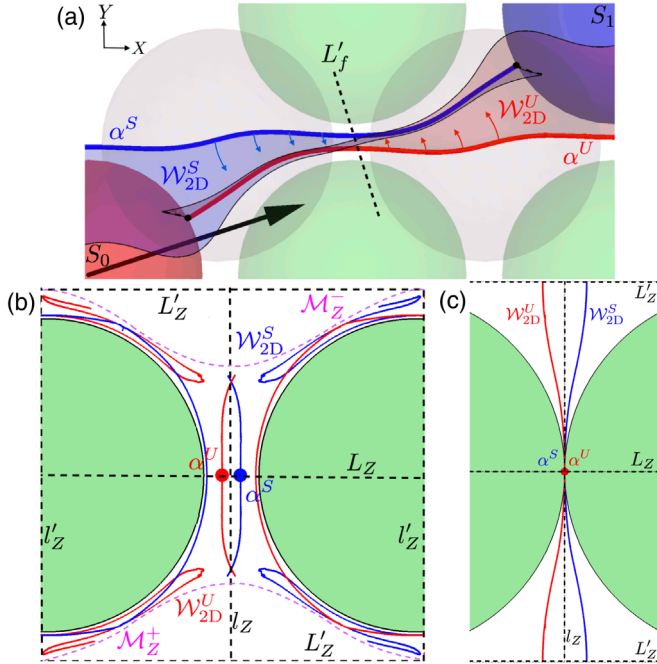 (a)
Y
X
L'_f
S_1
α^S
W^U_2D
W^S_2D
α^U
S_0
(b)
L'_Z
M^-_Z
W^S_2D
α^U
L_Z
α^S
l'_Z
l'_Z
W^U_2D
M^+_Z
l_Z
L'_Z
(c)
L'_Z
W^U_2D
W^S_2D
α^S
α^U
L_Z
l_Z
L'_Z